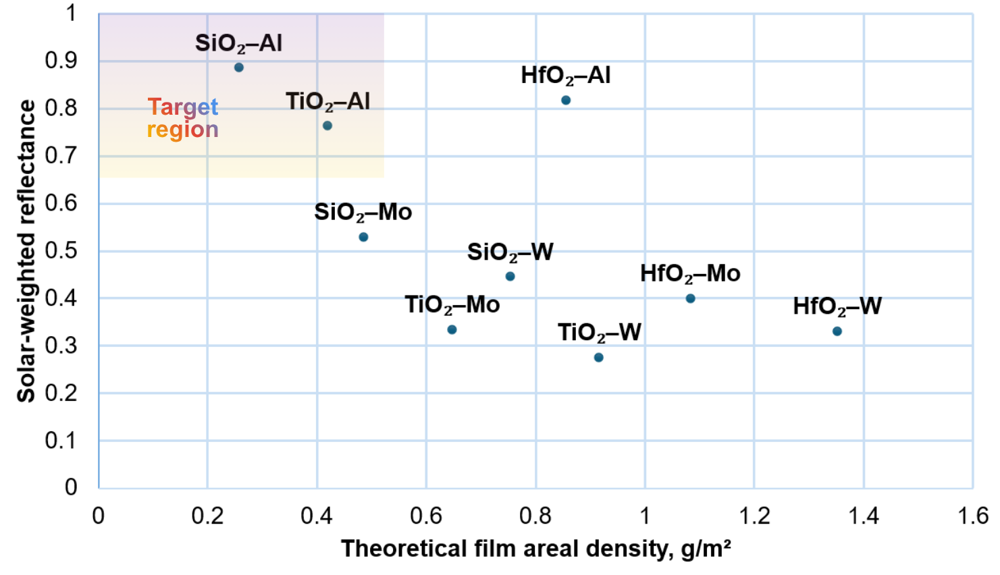 1
SiO₂–Al
0.9
HfO₂–Al
TiO₂–Al
0.8
Target
region
0.7
0.6
SiO₂–Mo
0.5
SiO₂–W
HfO₂–Mo
0.4
TiO₂–Mo
HfO₂–W
TiO₂–W
0.3
0.2
0.1
0
Solar-weighted reflectance
0 0.2 0.4 0.6 0.8 1 1.2 1.4 1.6
Theoretical film areal density, g/m²